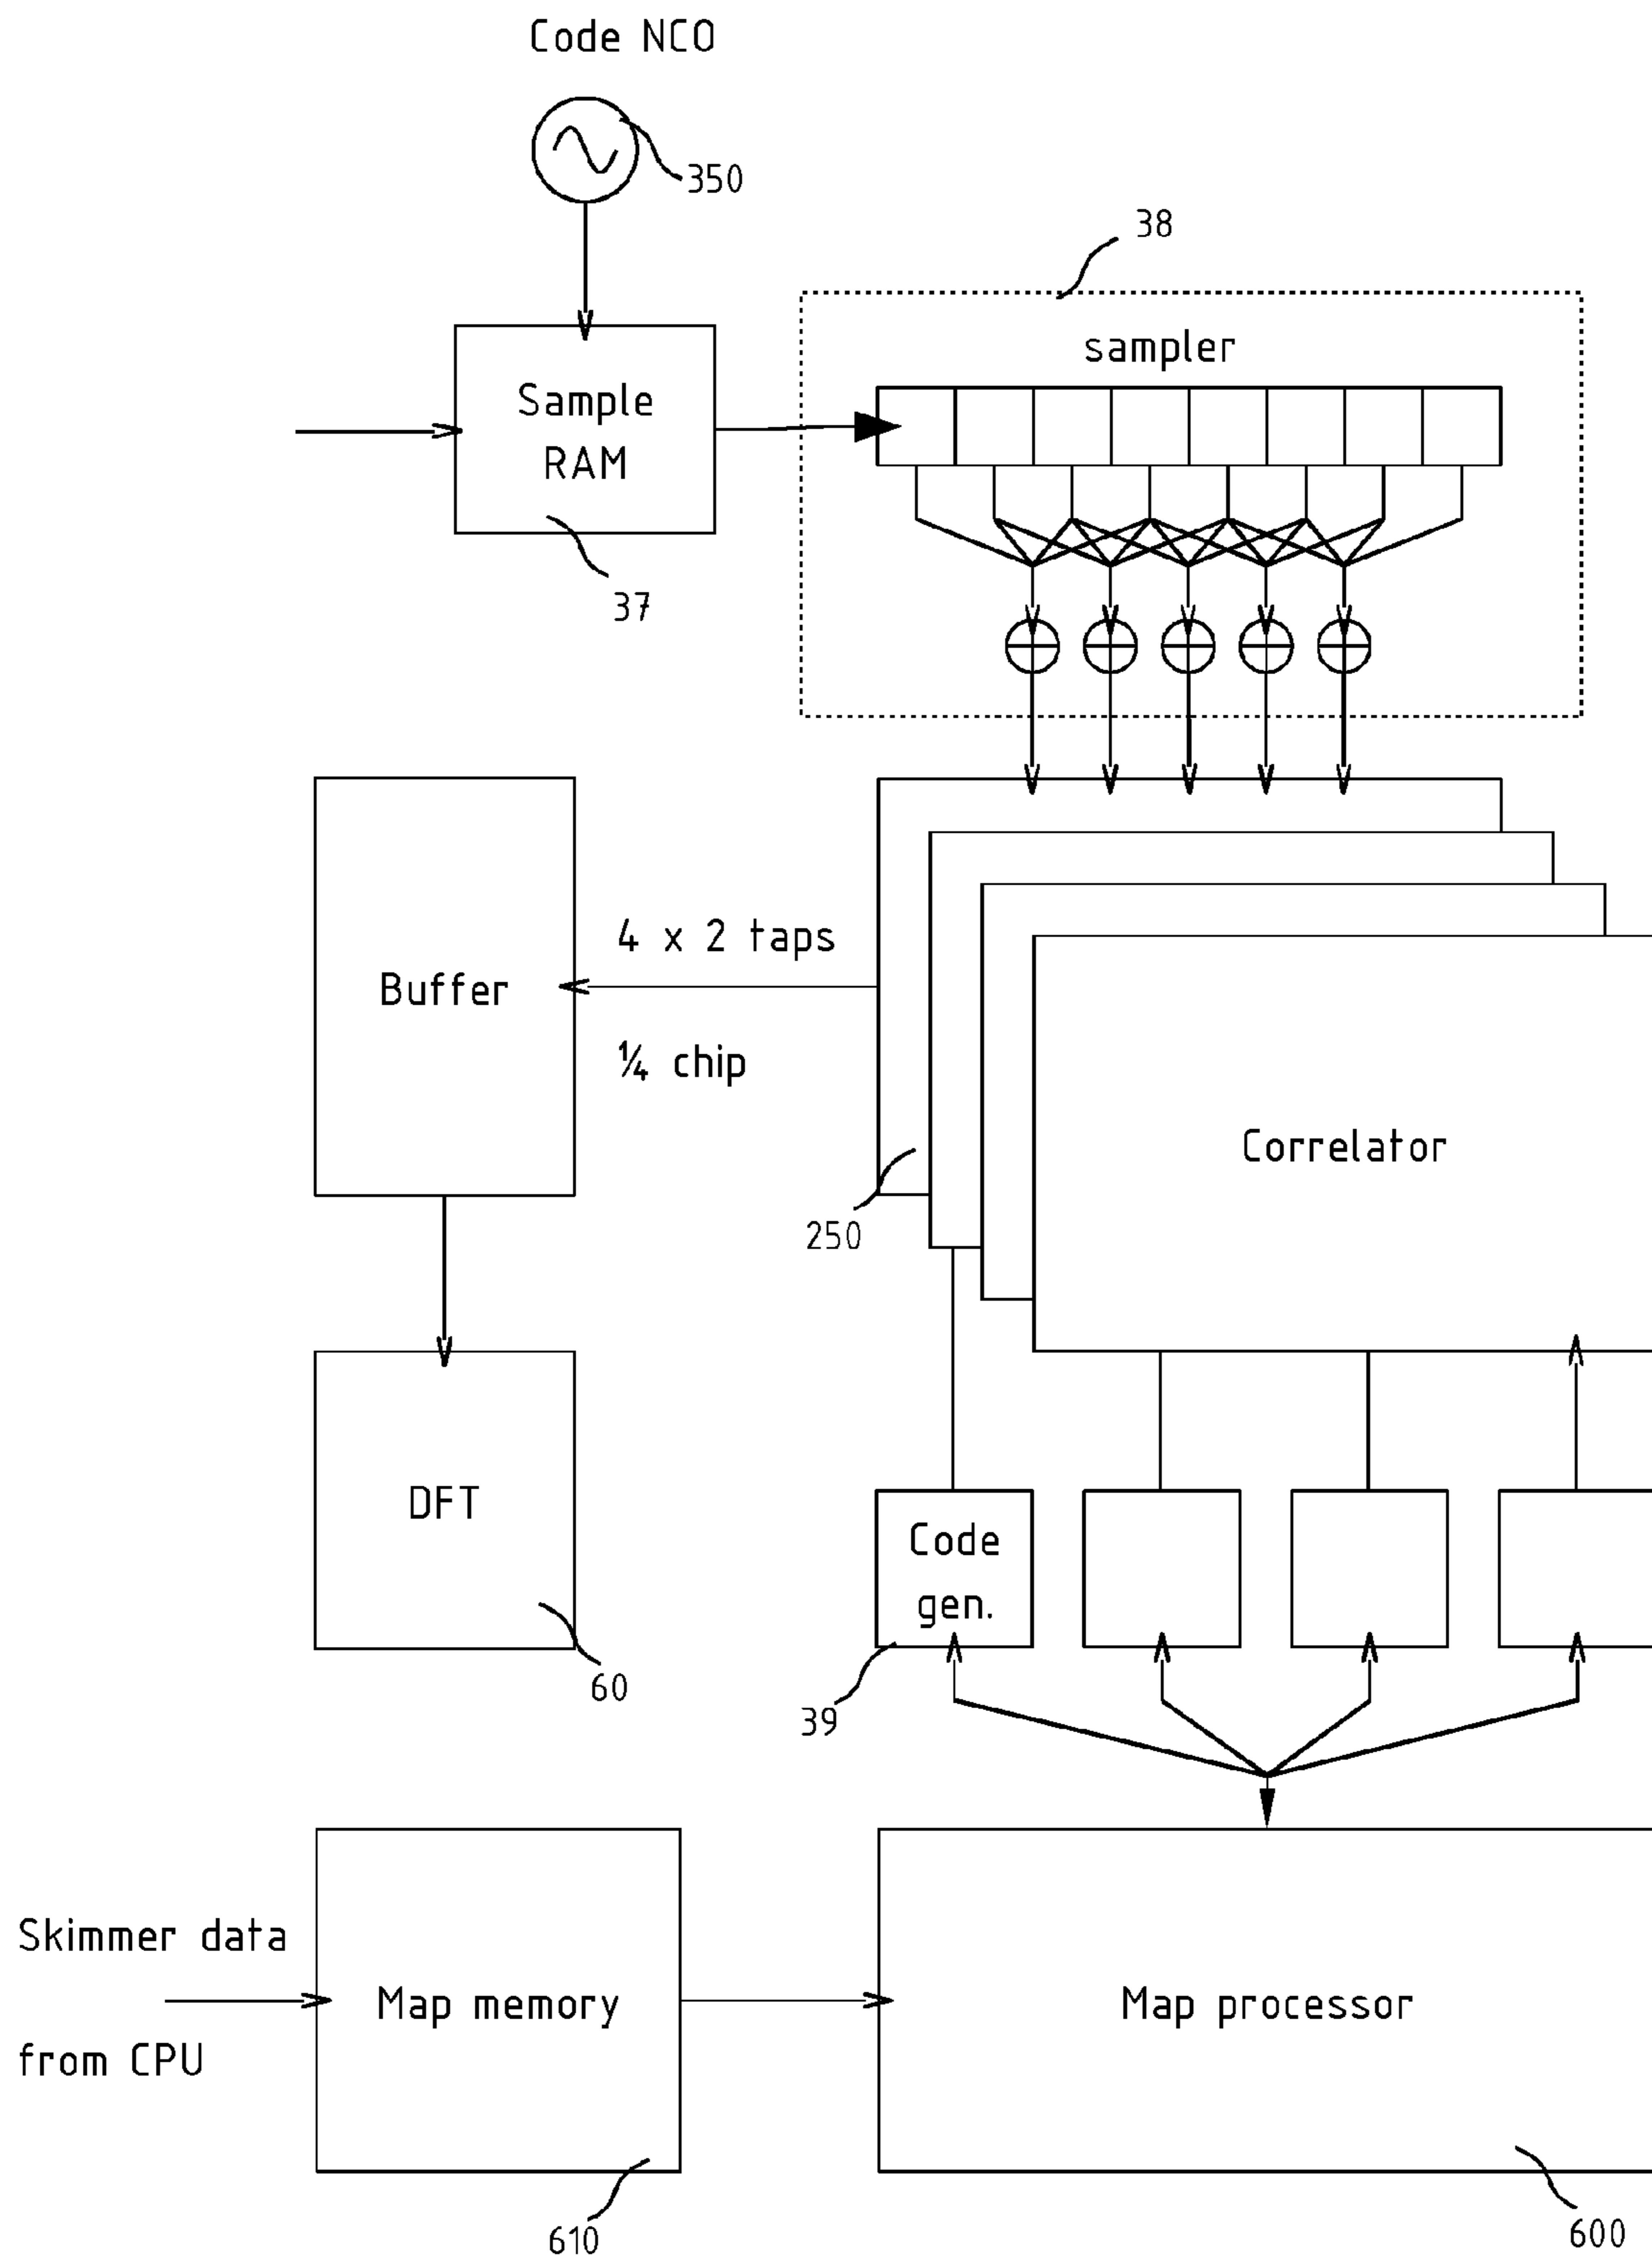 Code NCO
350
38
sampler
Sample
RAM
37
4 x 2 taps
Buffer
¼ chip
Correlator
250
DFT
Code
gen.
60
39
Skimmer data
Map memory
Map processor
from CPU
610
600